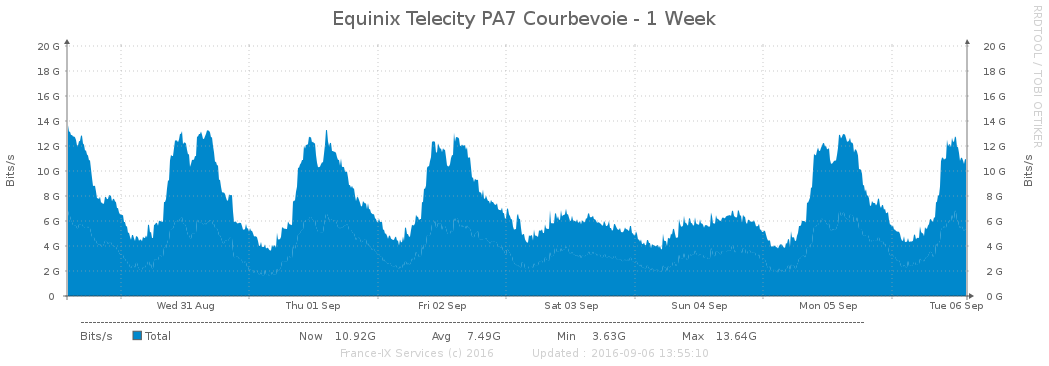 Equinix Telecity PA7 Courbevoie - 1 Week
RRDTOOL / TOBI OETIKER
Bits/s
20 G
18 G
16 G
14 G
12 G
10 G
8 G
6 G
4 G
2 G
0
20 G
18 G
16 G
14 G
12 G
10 G
8 G
6 G
4 G
2 G
0 G
Bits/s
Wed 31 Aug Thu 01 Sep Fri 02 Sep Sat 03 Sep Sun 04 Sep Mon 05 Sep Tue 06 Sep
Bits/s Total Now 10.92G Avg 7.49G Min 3.63G Max 13.64G
France-IX Services (c) 2016 Updated : 2016-09-06 13:55:10